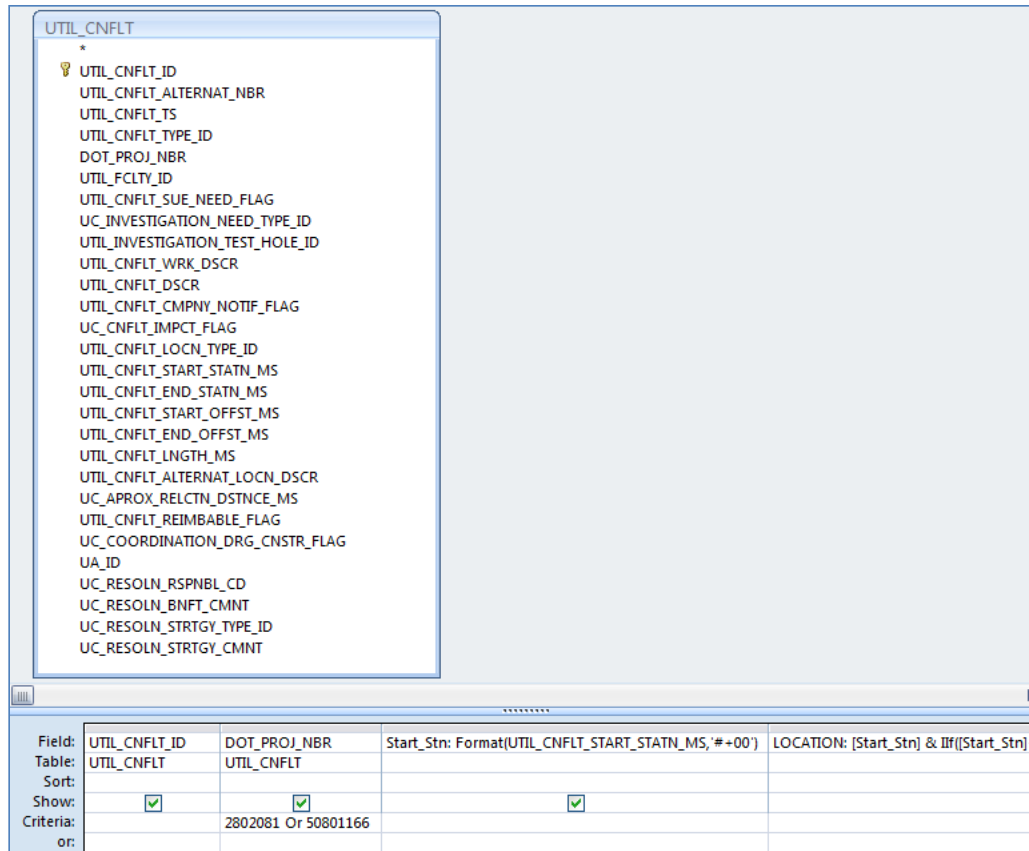 UTIL_CNFLT
*
UTIL_CNFLT_ID
UTIL_CNFLT_ALTERNAT_NBR
UTIL_CNFLT_TS
UTIL_CNFLT_TYPE_ID
DOT_PROJ_NBR
UTIL_FCLTY_ID
UTIL_CNFLT_SUE_NEED_FLAG
UC_INVESTIGATION_NEED_TYPE_ID
UTIL_INVESTIGATION_TEST_HOLE_ID
UTIL_CNFLT_WRK_DSCR
UTIL_CNFLT_DSCR
UTIL_CNFLT_CMPNY_NOTIF_FLAG
UC_CNFLT_IMPCT_FLAG
UTIL_CNFLT_LOCN_TYPE_ID
UTIL_CNFLT_START_STATN_MS
UTIL_CNFLT_END_STATN_MS
UTIL_CNFLT_START_OFFST_MS
UTIL_CNFLT_END_OFFST_MS
UTIL_CNFLT_LNGTH_MS
UTIL_CNFLT_ALTERNAT_LOCN_DSCR
UC_APROX_RELCTN_DSTNCE_MS
UTIL_CNFLT_REIMBABLE_FLAG
UC_COORDINATION_DRG_CNSTR_FLAG
UA_ID
UC_RESOLN_RSPNBL_CD
UC_RESOLN_BNFT_CMNT
UC_RESOLN_STRTGY_TYPE_ID
UC_RESOLN_STRTGY_CMNT
Field: UTIL_CNFLT_ID DOT_PROJ_NBR Start_Stn: Format(UTIL_CNFLT_START_STATN_MS,'#+00') LOCATION: [Start_Stn] & IIf([Start_Stn]
Table: UTIL_CNFLT UTIL_CNFLT
Sort:
Show:
Criteria: 2802081 Or 50801166
or: